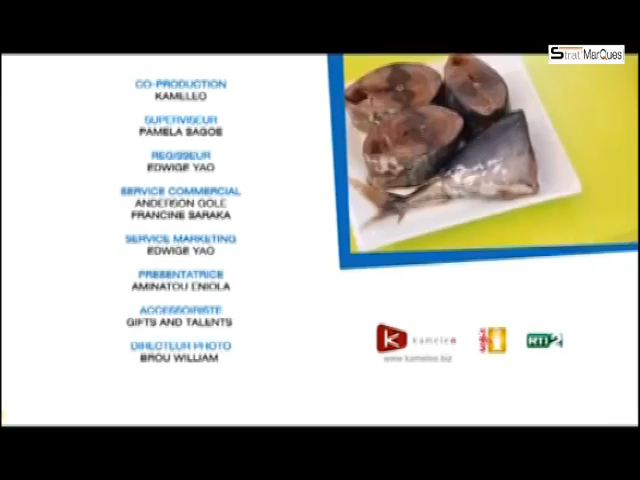 Strat'MarQues
CO-PRODUCTION
KAMELEO
SUPERVISEUR
PAMELA SAGOE
REGISSEUR
EDWIGE YAO
SERVICE COMMERCIAL
ANDERSON GOLE
FRANCINE SARAKA
SERVICE MARKETING
EDWIGE YAO
PRESENTATRICE
AMINATOU ENIOLA
ACCESSOIRISTE
GIFTS AND TALENTS
DIRECTEUR PHOTO
BROU WILLIAM
K kameleo
www.kameleo.biz
RTI 2